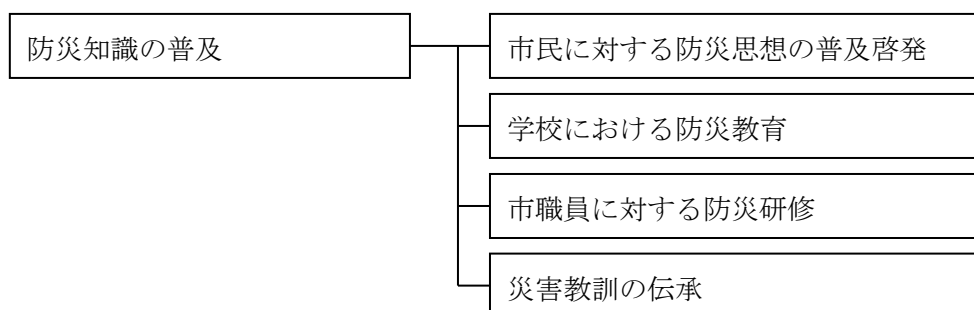 防災知識の普及
市民に対する防災思想の普及啓発
学校における防災教育
市職員に対する防災研修
災害教訓の伝承